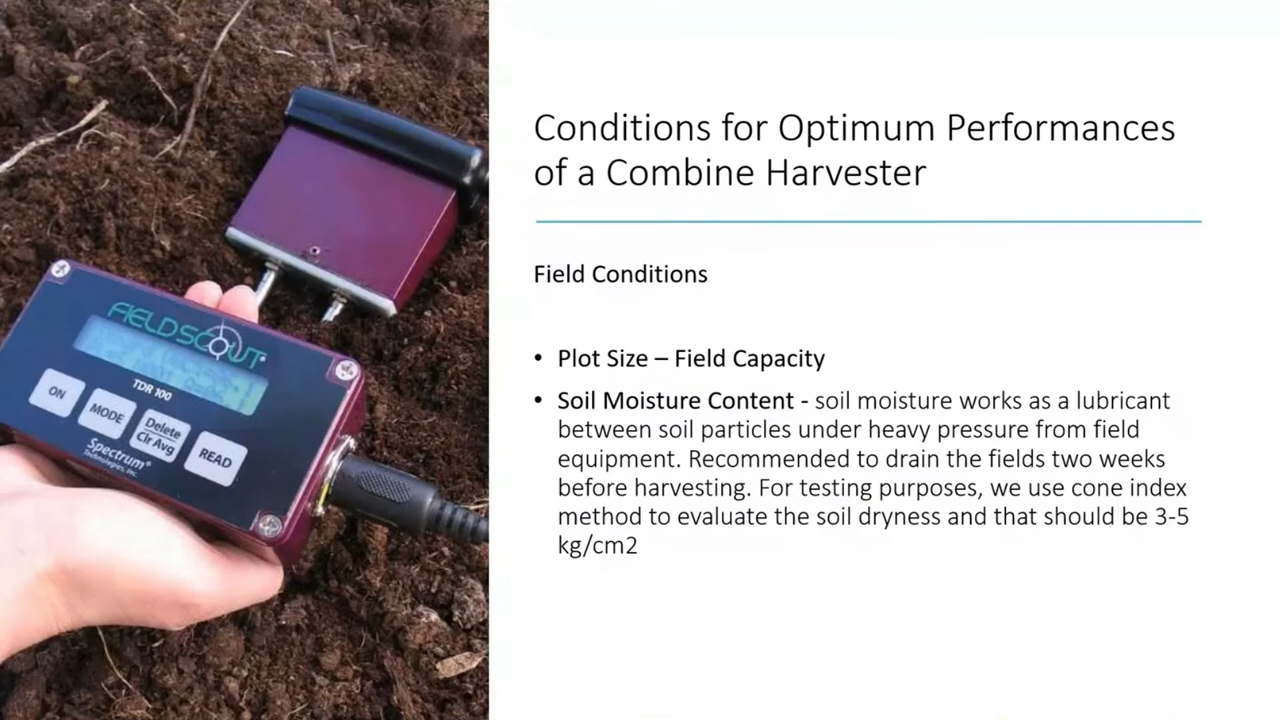 Conditions for Optimum Performances
of a Combine Harvester
Field Conditions
• Plot Size – Field Capacity
• Soil Moisture Content - soil moisture works as a lubricant
between soil particles under heavy pressure from field
equipment. Recommended to drain the fields two weeks
before harvesting. For testing purposes, we use cone index
method to evaluate the soil dryness and that should be 3-5
kg/cm2
FIELDSCOUT
TDR 100
ON
MODE
Delete
Clr Avg
READ
Spectrum®
Technologies, Inc.